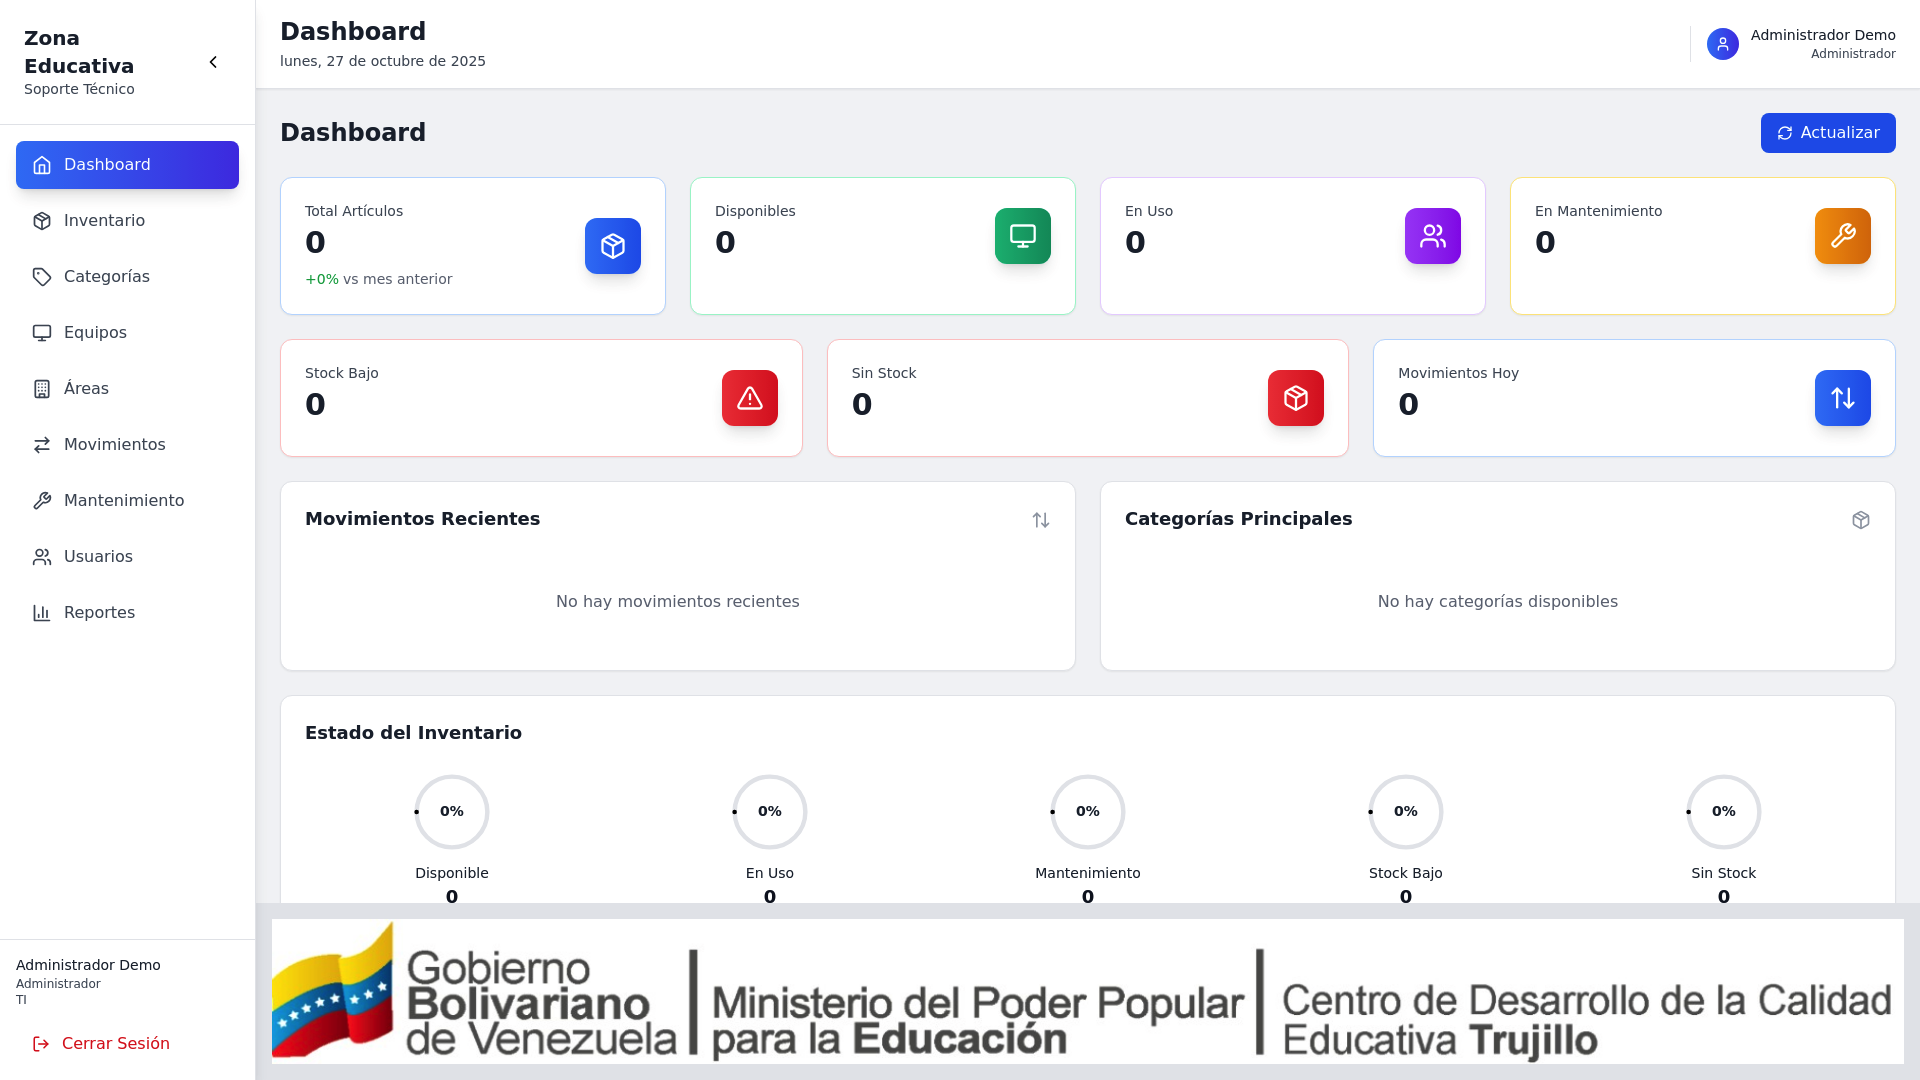 Zona
Educativa
Soporte Técnico
Dashboard
Inventario
Categorías
Equipos
Áreas
Movimientos
Mantenimiento
Usuarios
Reportes
Administrador Demo
Administrador
TI
Cerrar Sesión
Dashboard
lunes, 27 de octubre de 2025
Administrador Demo
Administrador
Dashboard
Actualizar
Total Artículos
0
+0% vs mes anterior
Disponibles
0
En Uso
0
En Mantenimiento
0
Stock Bajo
0
Sin Stock
0
Movimientos Hoy
0
Movimientos Recientes
No hay movimientos recientes
Categorías Principales
No hay categorías disponibles
Estado del Inventario
0%
Disponible
0
0%
En Uso
0
0%
Mantenimiento
0
0%
Stock Bajo
0
0%
Sin Stock
0
Gobierno
Bolivariano
de Venezuela
Ministerio del Poder Popular
para la Educación
Centro de Desarrollo de la Calidad
Educativa Trujillo